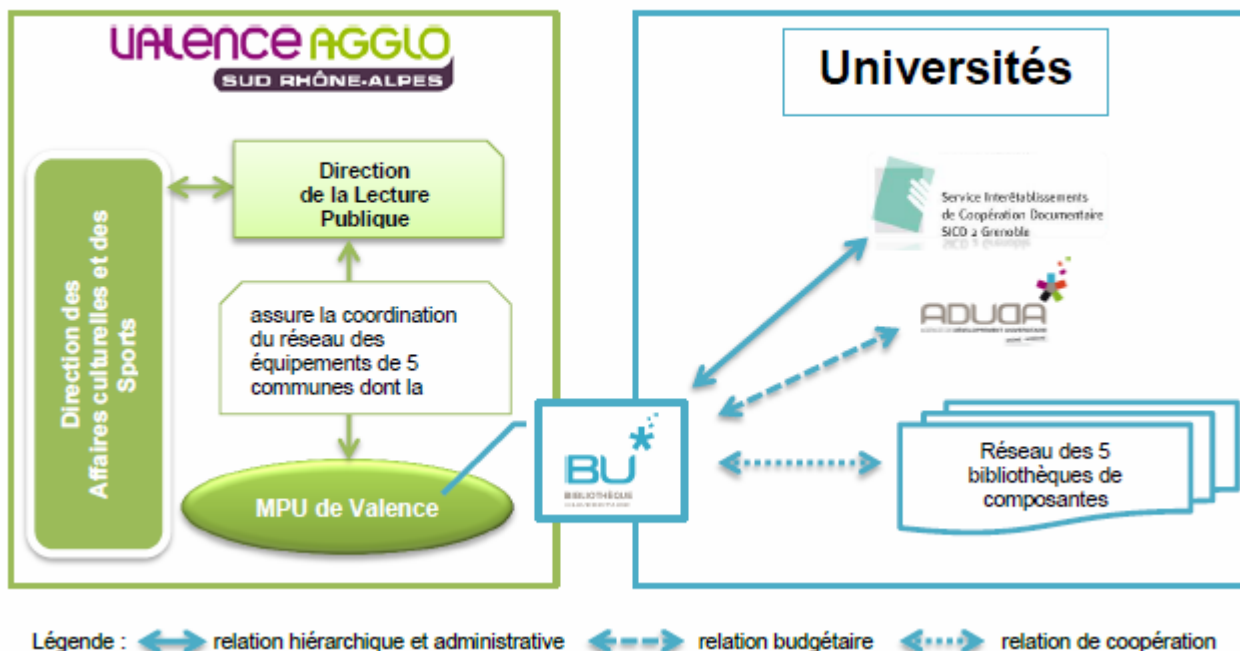 VALENCE AGGLO
SUD RHÔNE-ALPES
Direction
de la Lecture
Publique
Direction des
Affaires culturelles et des
Sports
assure la coordination
du réseau des
équipements de 5
communes dont la
MPU de Valence
BU
BIBLIOTHÈQUE
Universités
Service Interétablissements
de Coopération Documentaire
SICD 2 Grenoble
ADUDA
Réseau des 5
bibliothèques de
composantes
Légende : relation hiérarchique et administrative relation budgétaire relation de coopération